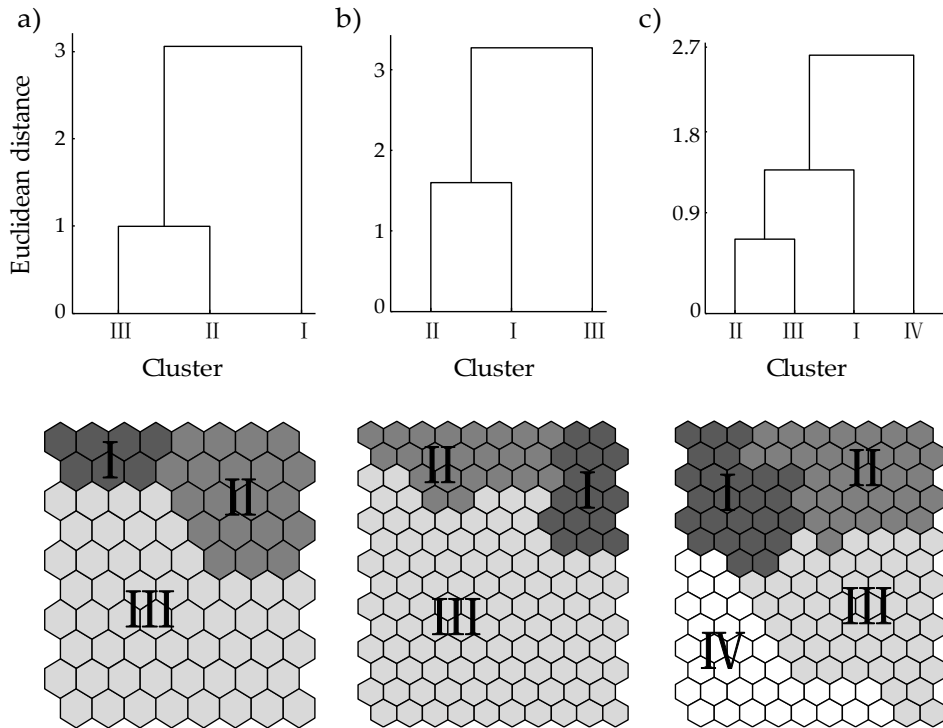 a)
b)
c)
Euclidean distance
3
2
1
0
III II I
Cluster
3
2
1
0
II I III
Cluster
2.7
1.8
0.9
0
II III I IV
Cluster
I
II
III
II
I
III
I
II
III
IV